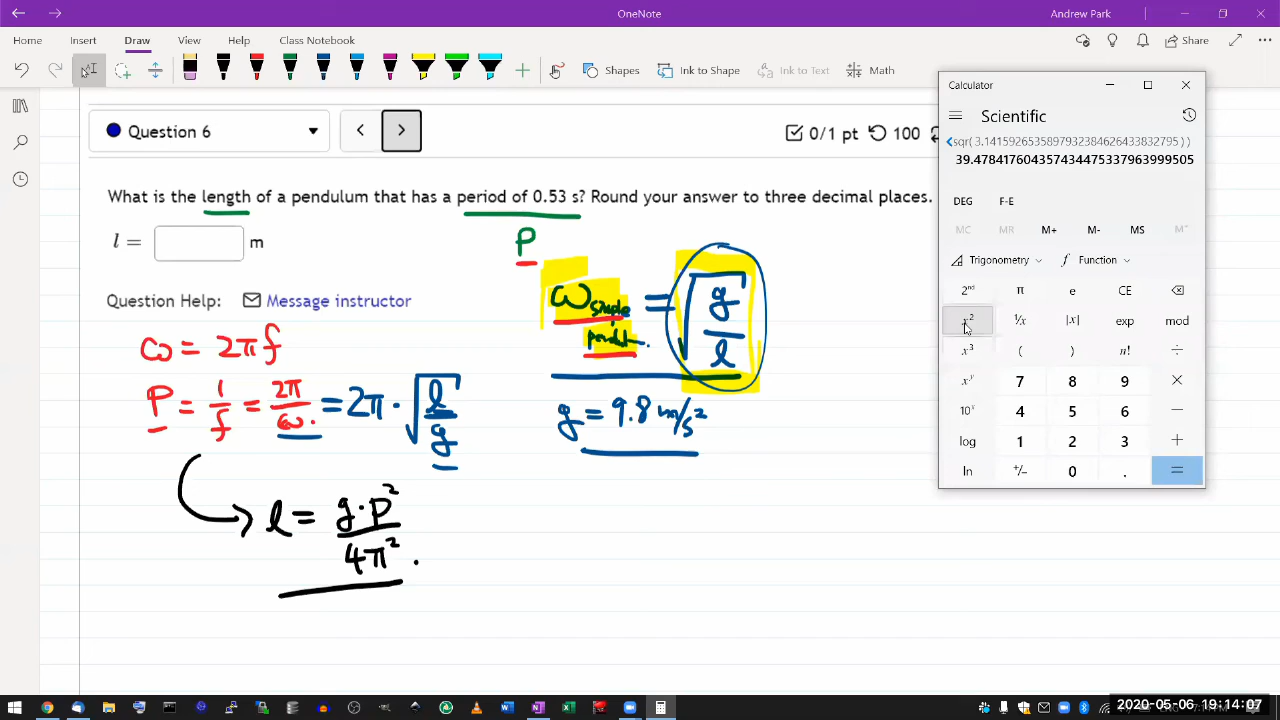 OneNote
Andrew Park
Home Insert Draw View Help Class Notebook
Share
Shapes Ink to Shape Ink to Text Math
Question 6
0/1 pt 100
What is the length of a pendulum that has a period of 0.53 s? Round your answer to three decimal places.
l = m
P
Question Help: Message instructor
ω = √g/l
ω = 2πf
P = 1/f = 2π/ω. = 2π · √l/g
g = 9.8 m/s²
l = g·P²/4π².
Calculator
Scientific
sqr( 3.1415926535897932384626433832795 ) )
39.478417604357434475337963999505
DEG F-E
MC MR M+ M- MS M˅
Trigonometry f Function
2ⁿᵈ π e CE
x² ¹/ₓ |x| exp mod
x³ ( ) n! ÷
xʸ 7 8 9 ×
10ˣ 4 5 6 −
log 1 2 3 +
ln +/− 0 . =
2020-05-06 19:14:07